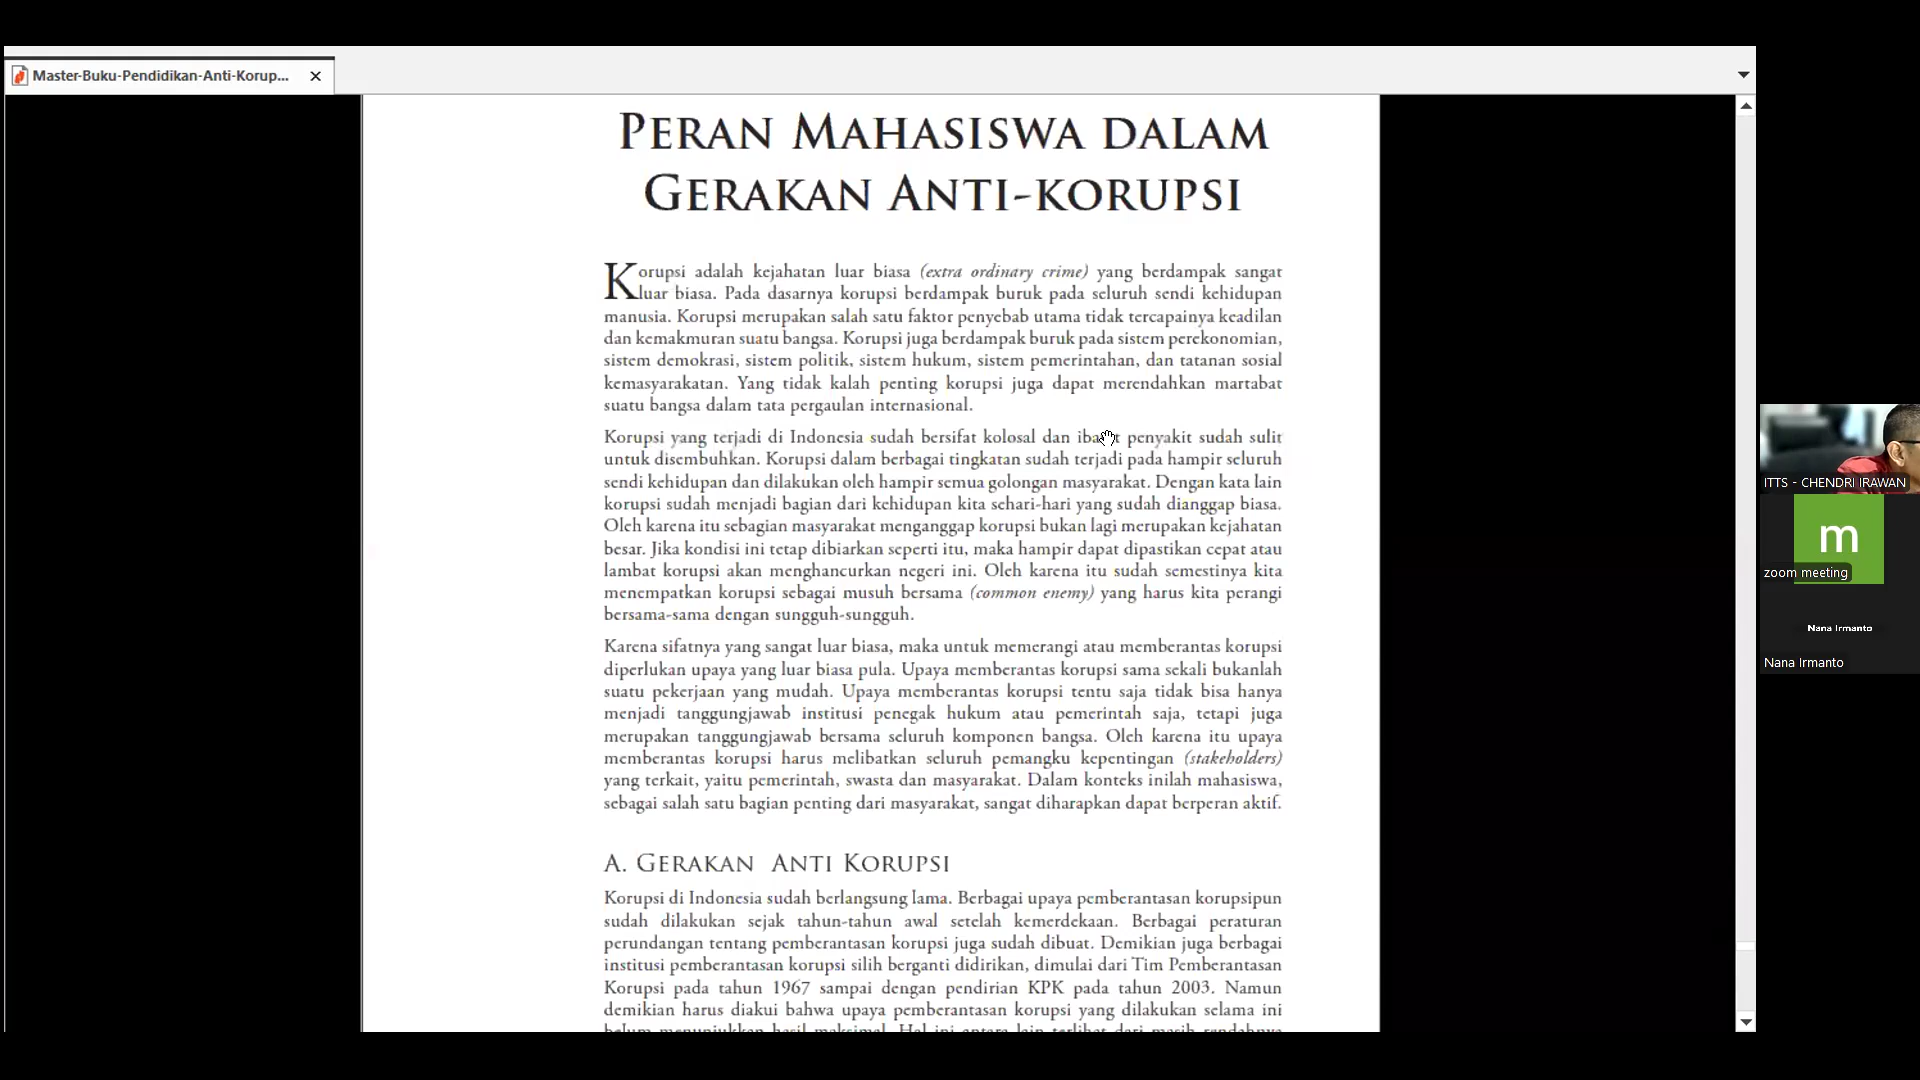 Master-Buku-Pendidikan-Anti-Korup...
PERAN MAHASISWA DALAM
GERAKAN ANTI-KORUPSI
Korupsi adalah kejahatan luar biasa (extra ordinary crime) yang berdampak sangat
luar biasa. Pada dasarnya korupsi berdampak buruk pada seluruh sendi kehidupan
manusia. Korupsi merupakan salah satu faktor penyebab utama tidak tercapainya keadilan
dan kemakmuran suatu bangsa. Korupsi juga berdampak buruk pada sistem perekonomian,
sistem demokrasi, sistem politik, sistem hukum, sistem pemerintahan, dan tatanan sosial
kemasyarakatan. Yang tidak kalah penting korupsi juga dapat merendahkan martabat
suatu bangsa dalam tata pergaulan internasional.
Korupsi yang terjadi di Indonesia sudah bersifat kolosal dan ibarat penyakit sudah sulit
untuk disembuhkan. Korupsi dalam berbagai tingkatan sudah terjadi pada hampir seluruh
sendi kehidupan dan dilakukan oleh hampir semua golongan masyarakat. Dengan kata lain
korupsi sudah menjadi bagian dari kehidupan kita sehari-hari yang sudah dianggap biasa.
Oleh karena itu sebagian masyarakat menganggap korupsi bukan lagi merupakan kejahatan
besar. Jika kondisi ini tetap dibiarkan seperti itu, maka hampir dapat dipastikan cepat atau
lambat korupsi akan menghancurkan negeri ini. Oleh karena itu sudah semestinya kita
menempatkan korupsi sebagai musuh bersama (common enemy) yang harus kita perangi
bersama-sama dengan sungguh-sungguh.
Karena sifatnya yang sangat luar biasa, maka untuk memerangi atau memberantas korupsi
diperlukan upaya yang luar biasa pula. Upaya memberantas korupsi sama sekali bukanlah
suatu pekerjaan yang mudah. Upaya memberantas korupsi tentu saja tidak bisa hanya
menjadi tanggungjawab institusi penegak hukum atau pemerintah saja, tetapi juga
merupakan tanggungjawab bersama seluruh komponen bangsa. Oleh karena itu upaya
memberantas korupsi harus melibatkan seluruh pemangku kepentingan (stakeholders)
yang terkait, yaitu pemerintah, swasta dan masyarakat. Dalam konteks inilah mahasiswa,
sebagai salah satu bagian penting dari masyarakat, sangat diharapkan dapat berperan aktif.
A. GERAKAN ANTI KORUPSI
Korupsi di Indonesia sudah berlangsung lama. Berbagai upaya pemberantasan korupsipun
sudah dilakukan sejak tahun-tahun awal setelah kemerdekaan. Berbagai peraturan
perundangan tentang pemberantasan korupsi juga sudah dibuat. Demikian juga berbagai
institusi pemberantasan korupsi silih berganti didirikan, dimulai dari Tim Pemberantasan
Korupsi pada tahun 1967 sampai dengan pendirian KPK pada tahun 2003. Namun
demikian harus diakui bahwa upaya pemberantasan korupsi yang dilakukan selama ini
belum menunjukkan hasil maksimal. Hal ini antara lain terlihat dari masih rendahnya
ITTS - CHENDRI IRAWAN
m
zoom meeting
Nana Irmanto
Nana Irmanto